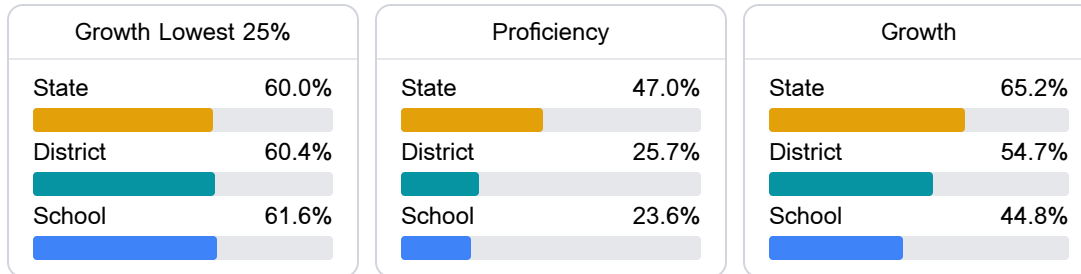 Growth Lowest 25%
State 60.0%
District 60.4%
School 61.6%
Proficiency
State 47.0%
District 25.7%
School 23.6%
Growth
State 65.2%
District 54.7%
School 44.8%